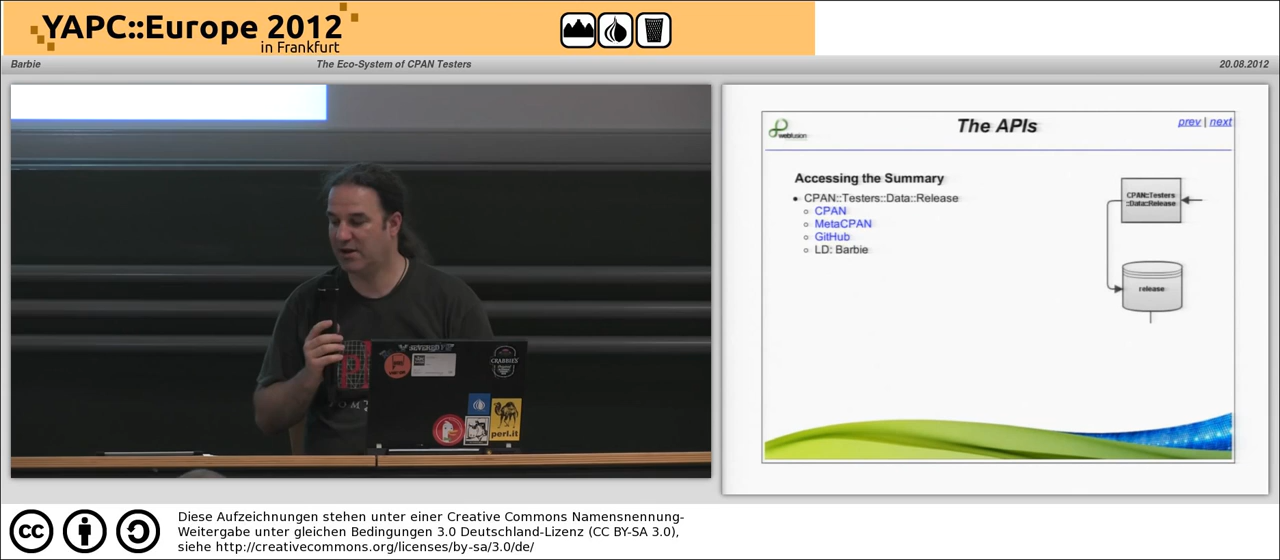 YAPC::Europe 2012
in Frankfurt
Barbie
The Eco-System of CPAN Testers
20.08.2012
webfusion
The APIs
prev | next
Accessing the Summary
CPAN::Testers::Data::Release
CPAN
MetaCPAN
GitHub
LD: Barbie
CPAN::Testers
::Data::Release
release
CRABBIE'S
perl.it
cc
Diese Aufzeichnungen stehen unter einer Creative Commons Namensnennung-
Weitergabe unter gleichen Bedingungen 3.0 Deutschland-Lizenz (CC BY-SA 3.0),
siehe http://creativecommons.org/licenses/by-sa/3.0/de/